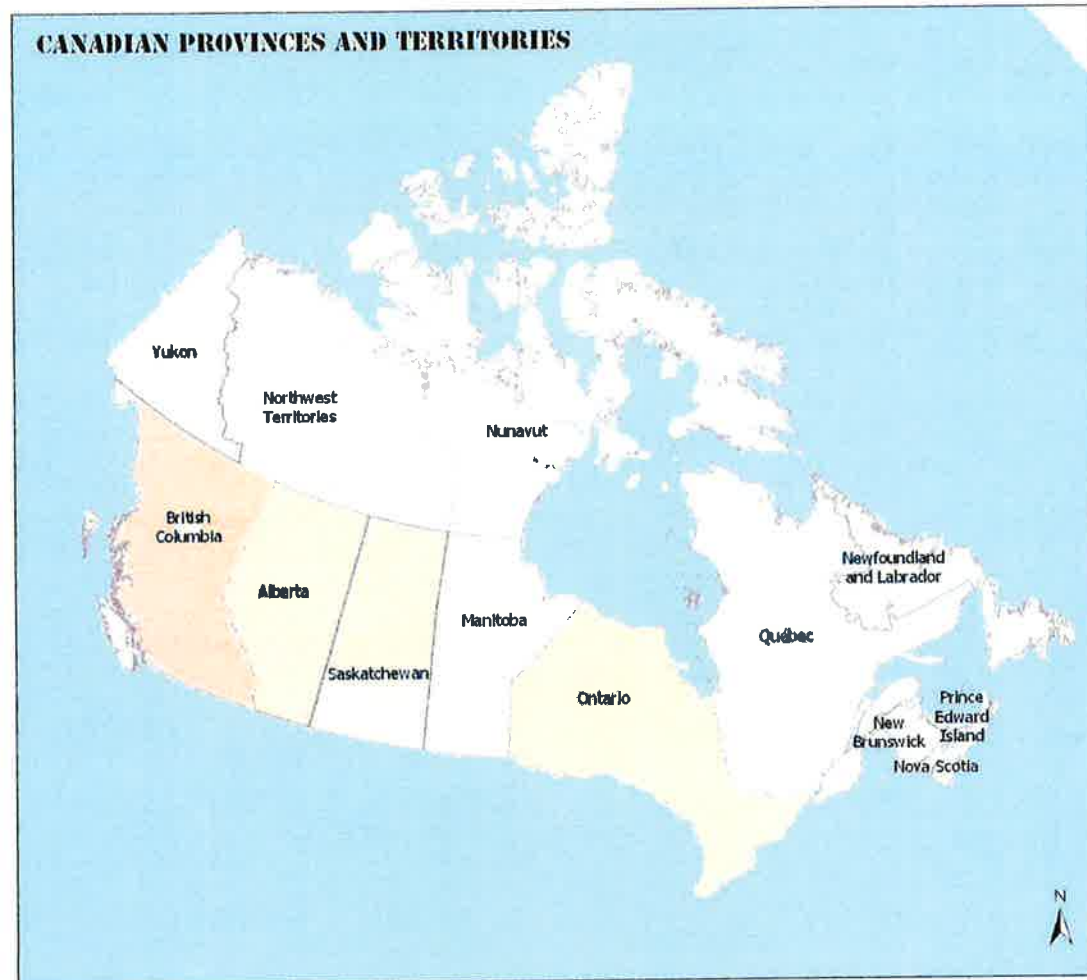 CANADIAN PROVINCES AND TERRITORIES
Yukon
Northwest
Territories
Nunavut
British
Columbia
Alberta
Saskatchewan
Manitoba
Ontario
Québec
Newfoundland
and Labrador
New
Brunswick
Prince
Edward
Island
Nova Scotia
N